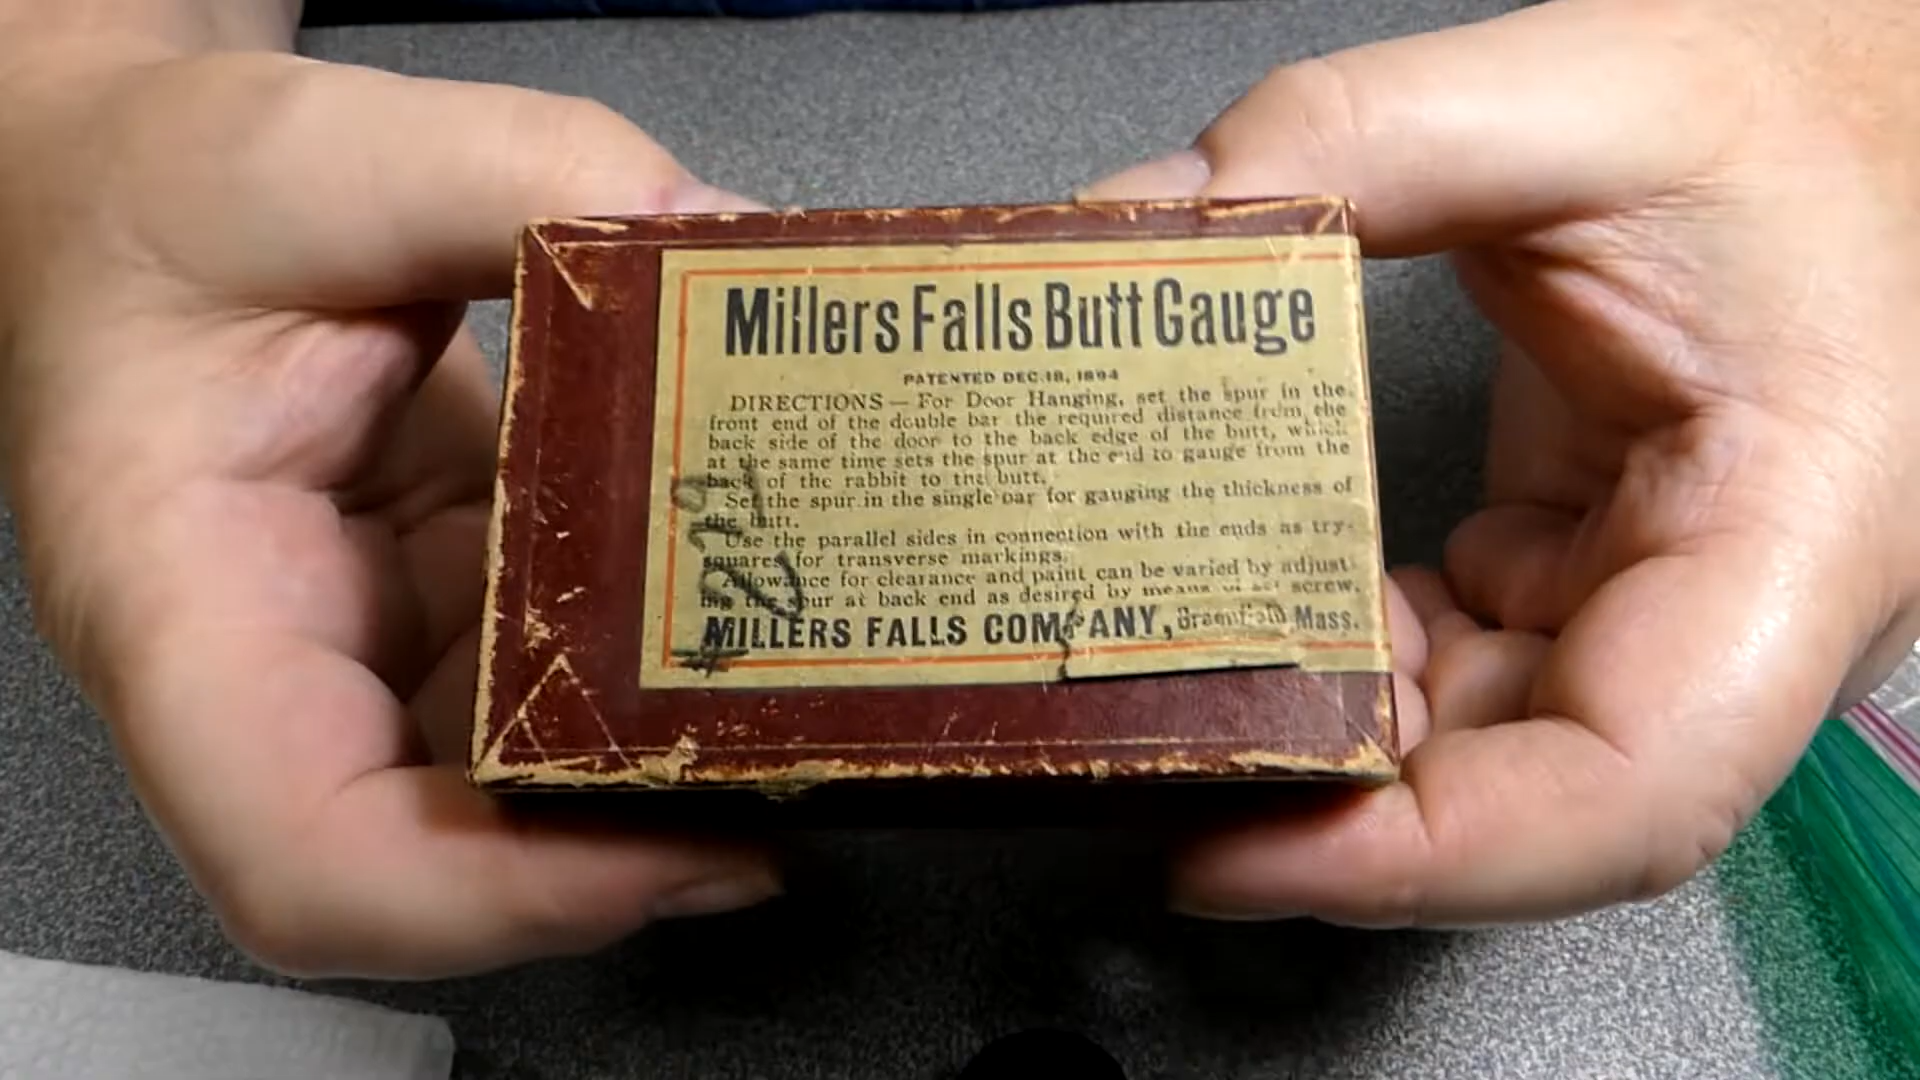 Millers Falls Butt Gauge
PATENTED DEC. 18, 1894
DIRECTIONS — For Door Hanging, set the spur in the
front end of the double bar the required distance from the
back side of the door to the back edge of the butt, which
at the same time sets the spur at the end to gauge from the
back of the rabbit to the butt.
Set the spur in the single bar for gauging the thickness of
the butt.
Use the parallel sides in connection with the ends as try-
squares for transverse markings.
Allowance for clearance and paint can be varied by adjust-
ing the spur at back end as desired by means of set screw.
MILLERS FALLS COMPANY, Greenfield, Mass.